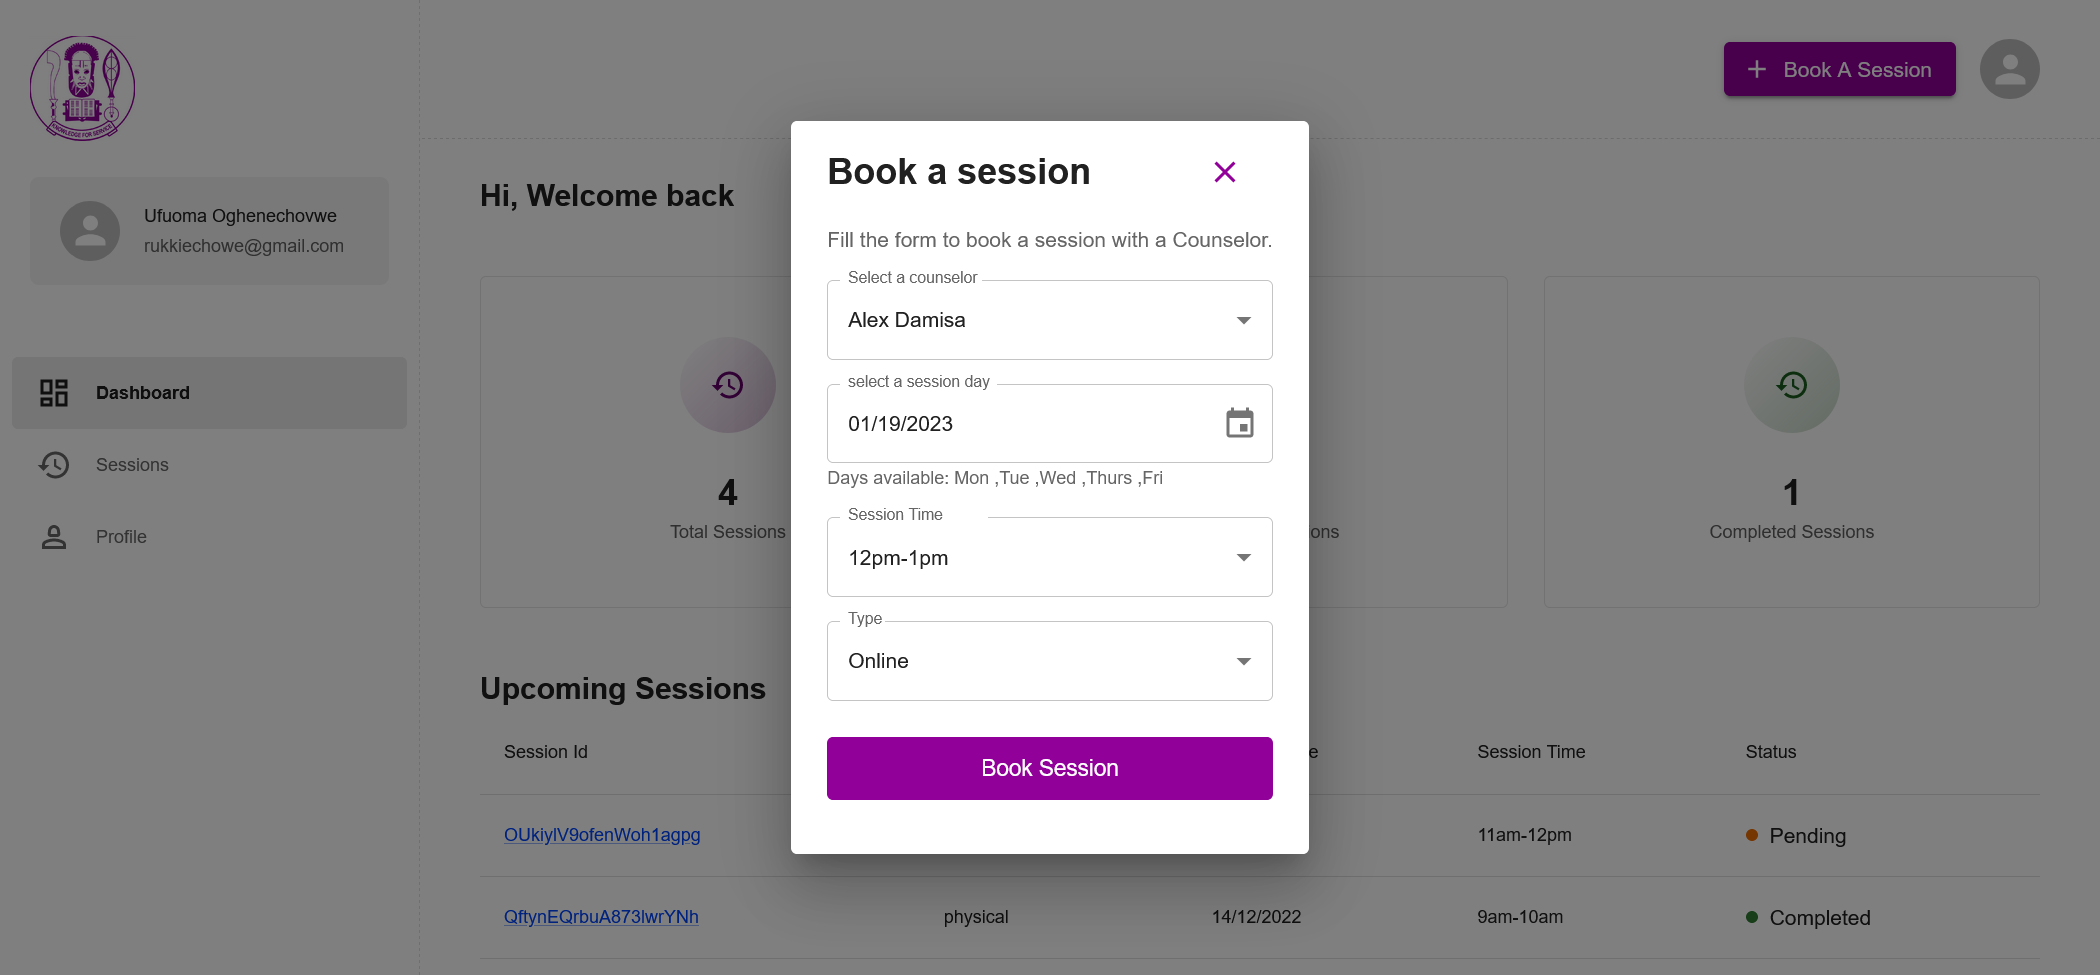 KNOWLEDGE FOR SERVICE
Book A Session
Ufuoma Oghenechovwe
rukkiechowe@gmail.com
Dashboard
Sessions
Profile
Hi, Welcome back
4
Total Sessions
ons
1
Completed Sessions
Book a session
Fill the form to book a session with a Counselor.
Select a counselor
Alex Damisa
select a session day
01/19/2023
Days available: Mon ,Tue ,Wed ,Thurs ,Fri
Session Time
12pm-1pm
Type
Online
Book Session
Upcoming Sessions
Session Id e Session Time Status
OUkiylV9ofenWoh1agpg 11am-12pm Pending
QftynEQrbuA873lwrYNh physical 14/12/2022 9am-10am Completed